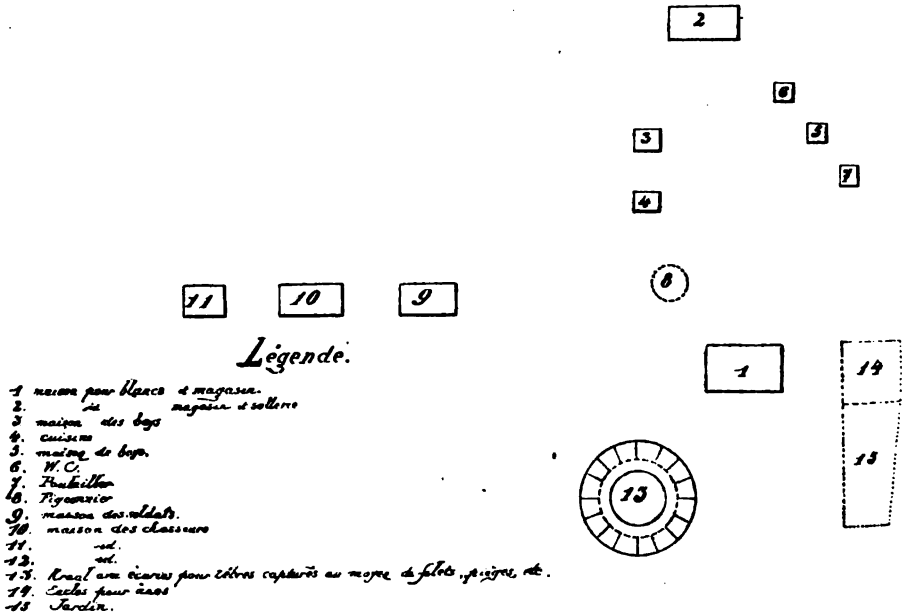 2
6
3
5
7
4
8
11
10
9
Légende.
1
14
1 maison pour blancs et magasin.
2. id magasin et sellerie
3 maison des boys
4. cuisine
5. maison de boys.
6. W.C.
7. Poulailler
8. Pigeonnier
9. maison des soldats.
10. maison des chasseurs
11. id.
12. id.
13. Kraal avec écuries pour zèbres capturés au moyen de filets, pièges, etc.
14. Enclos pour ânes
15 Jardin.
13
15